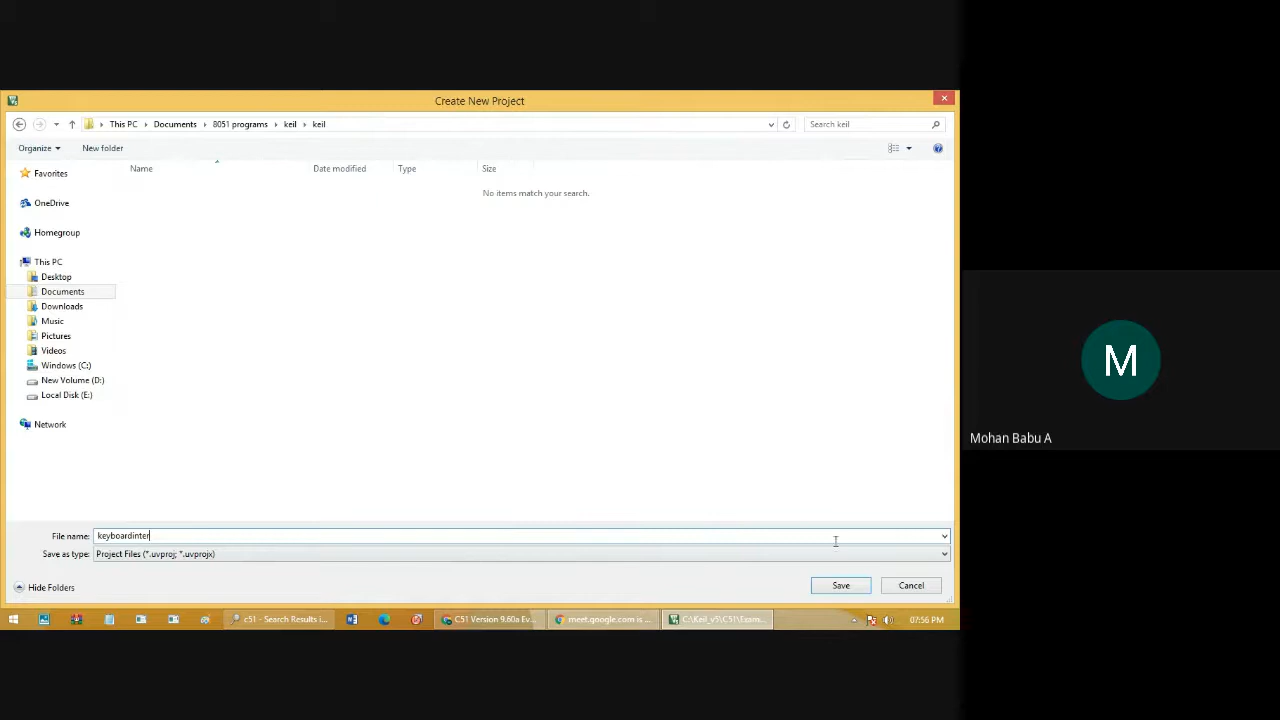 Create New Project
This PC Documents 8051 programs keil keil
Search keil
Organize New folder
Name Date modified Type Size
No items match your search.
Favorites
OneDrive
Homegroup
This PC
Desktop
Documents
Downloads
Music
Pictures
Videos
Windows (C:)
New Volume (D:)
Local Disk (E:)
Network
M
Mohan Babu A
File name: keyboardinter
Save as type: Project Files (*.uvproj; *.uvprojx)
Hide Folders Save Cancel
c51 - Search Results i... C51 Version 9.60a Ev... meet.google.com is ... C:\Keil_v5\C51\Exam... 07:56 PM